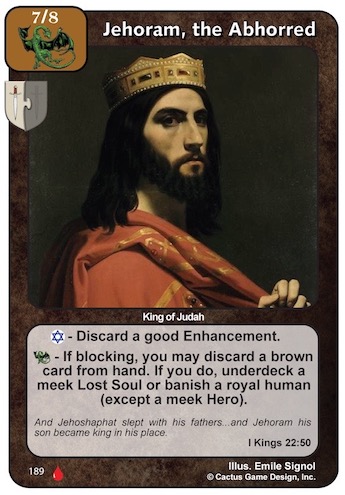 7/8
Jehoram, the Abhorred
King of Judah
- Discard a good Enhancement.
- If blocking, you may discard a brown
card from hand. If you do, underdeck a
meek Lost Soul or banish a royal human
(except a meek Hero).
And Jehoshaphat slept with his fathers...and Jehoram his
son became king in his place.
I Kings 22:50
Illus. Emile Signol
189
© Cactus Game Design, Inc.